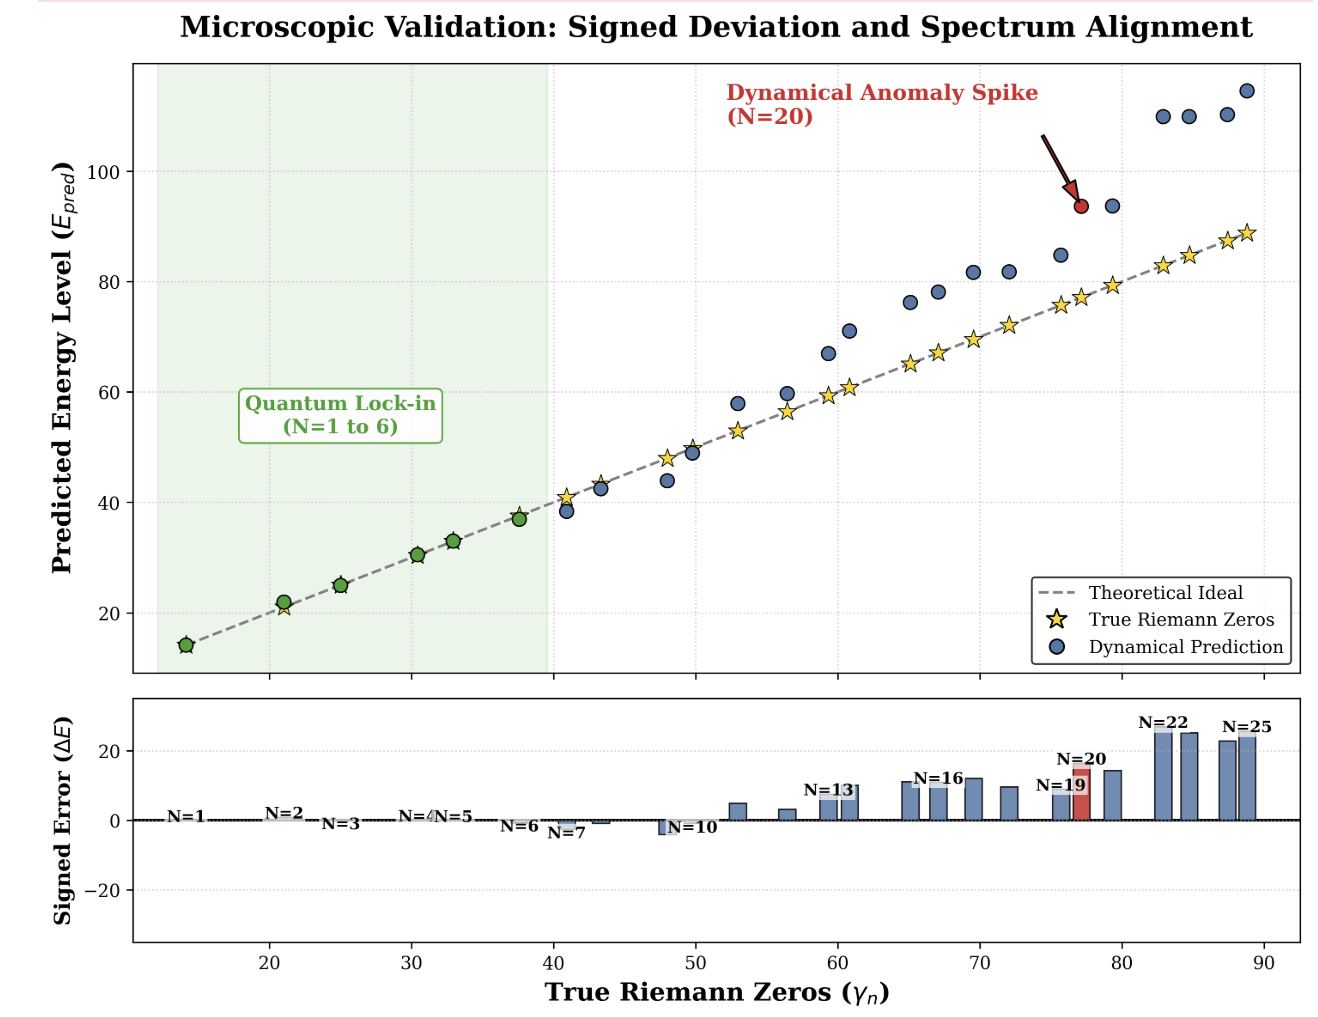 Microscopic Validation: Signed Deviation and Spectrum Alignment
Dynamical Anomaly Spike
(N=20)
Quantum Lock-in
(N=1 to 6)
Predicted Energy Level (E_pred)
100
80
60
40
20
Theoretical Ideal
True Riemann Zeros
Dynamical Prediction
Signed Error (ΔE)
20
0
−20
N=1
N=2
N=3
N=4
N=5
N=6
N=7
N=10
N=13
N=16
N=19
N=20
N=22
N=25
20 30 40 50 60 70 80 90
True Riemann Zeros (γₙ)